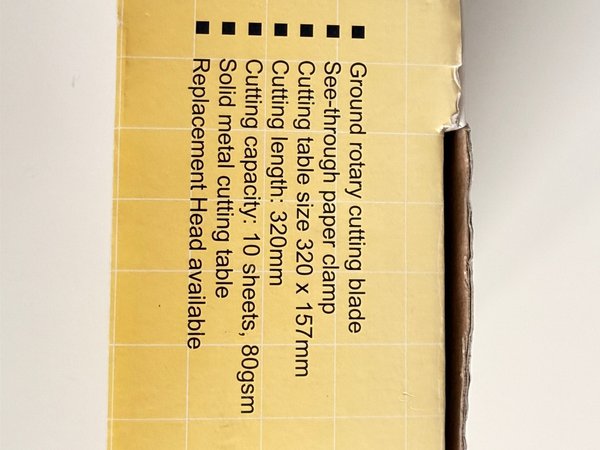 ■ Ground rotary cutting blade
■ See-through paper clamp
■ Cutting table size 320 x 157mm
■ Cutting length: 320mm
■ Cutting capacity: 10 sheets, 80gsm
■ Solid metal cutting table
■ Replacement Head available